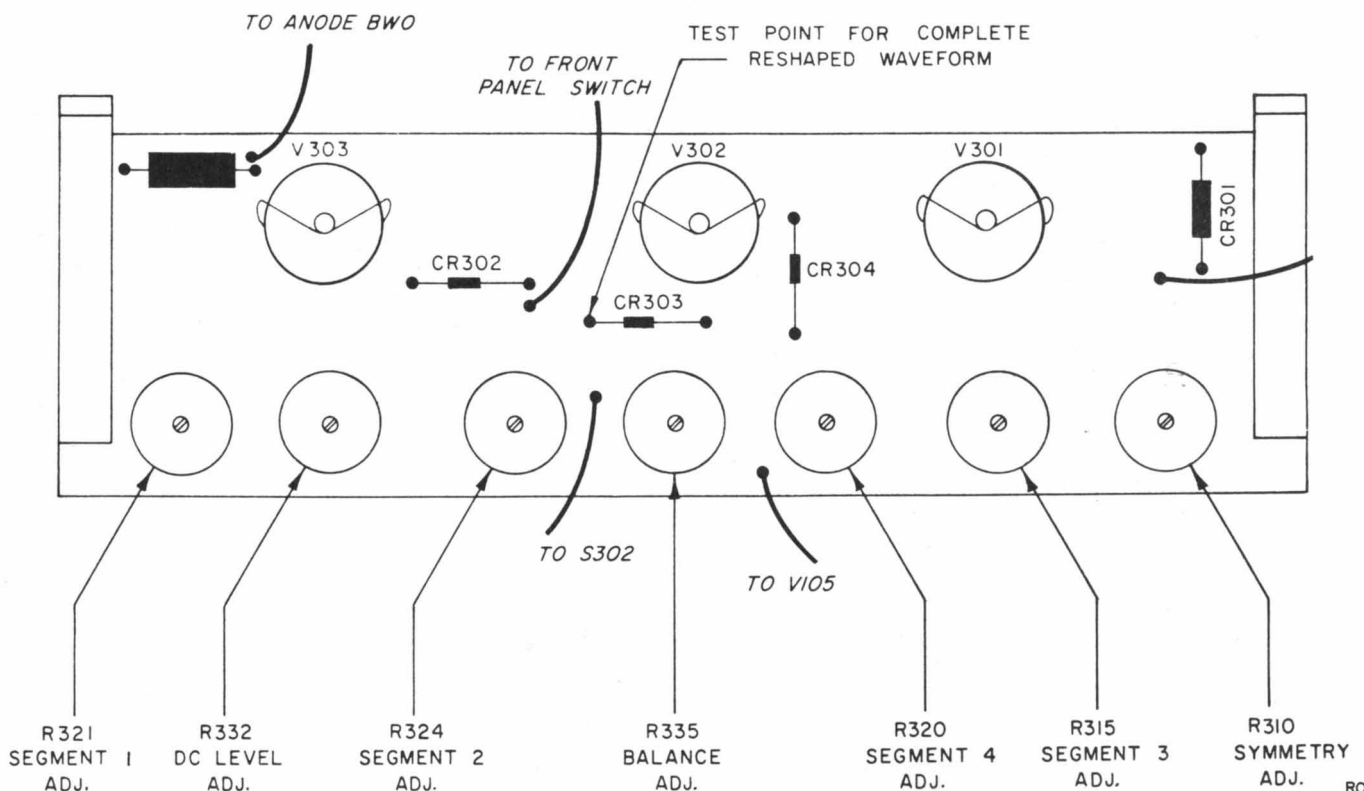 TO ANODE BWO
TEST POINT FOR COMPLETE
RESHAPED WAVEFORM
TO FRONT
PANEL SWITCH
V303
V302
V301
CR301
CR302
CR304
CR303
TO S302
TO V105
R321
SEGMENT 1
ADJ.
R332
DC LEVEL
ADJ.
R324
SEGMENT 2
ADJ.
R335
BALANCE
ADJ.
R320
SEGMENT 4
ADJ.
R315
SEGMENT 3
ADJ.
R310
SYMMETRY
ADJ.